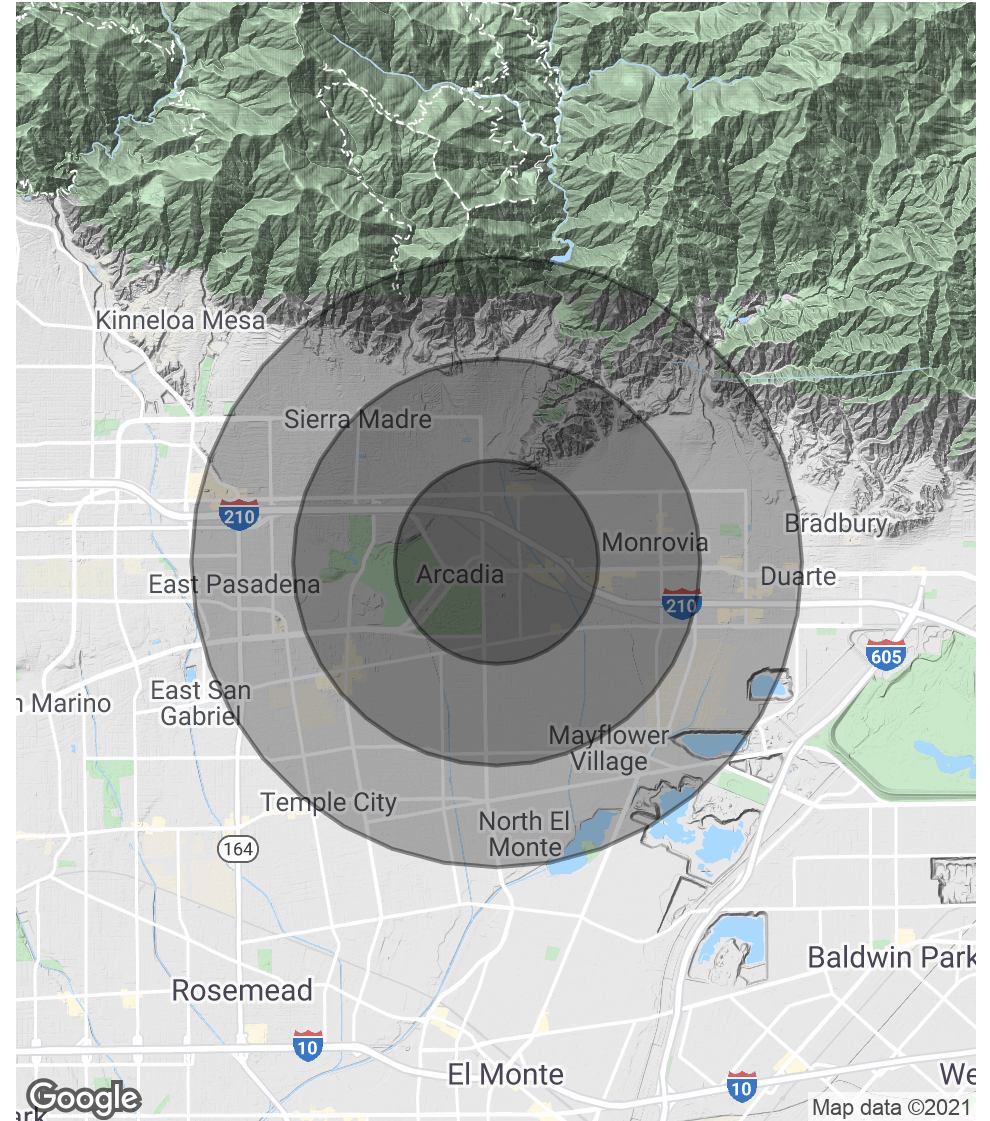 Kinneloa Mesa
Sierra Madre
210
Bradbury
Monrovia
Arcadia
Duarte
East Pasadena
210
605
East San
Gabriel
n Marino
Mayflower
Village
Temple City
North El
Monte
164
Baldwin Park
Rosemead
10
El Monte
We
10
Google
ark
Map data ©2021